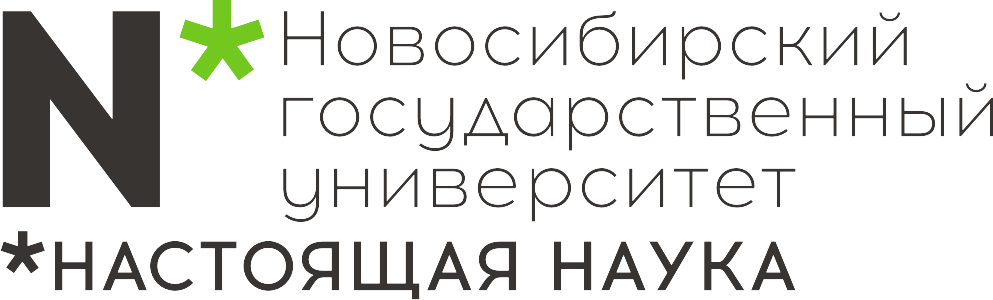 N*
Новосибирский
государственный
университет
*НАСТОЯЩАЯ НАУКА